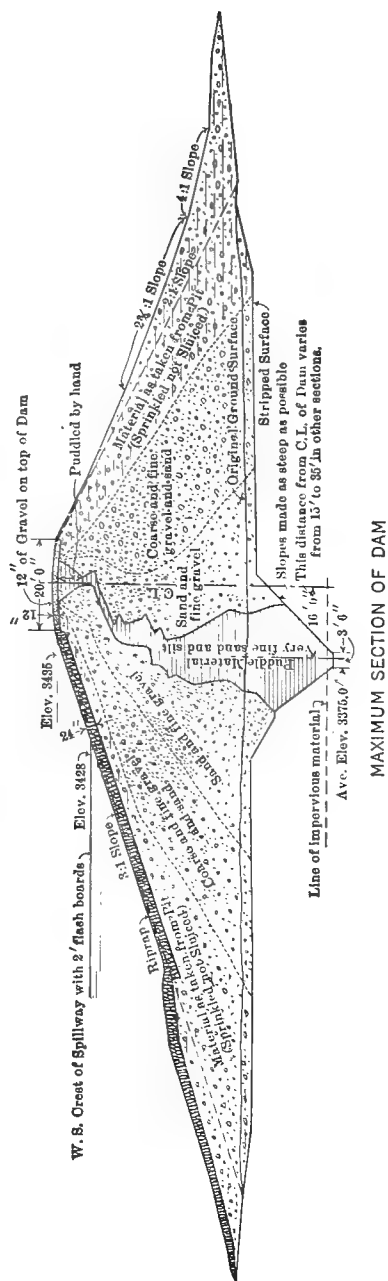 12" of Gravel on top of Dam
20'0"
2'
Puddled by hand
Elev. 3435
24"
Elev. 3428
W. S. Crest of Spillway with 2' flash boards
3:1 Slope
Riprap
2½:1 Slope
4:1 Slope
2:1 Slope
Material as taken from pit
(Sprinkled not Sluiced)
Coarse and fine
gravel and sand
Sand and
fine gravel
C.L.
Puddle Material
Very fine sand and silt
Sand and fine gravel
Coarse and fine gravel
and sand
Material as taken from Pit
(Sprinkled not Sluiced)
Original Ground Surface
Stripped Surface
Slopes made as steep as possible
This distance from C.L. of Dam varies
from 15' to 35' in other sections.
16'
3'6"
Line of impervious material
Ave. Elev. 3375.0'
MAXIMUM SECTION OF DAM